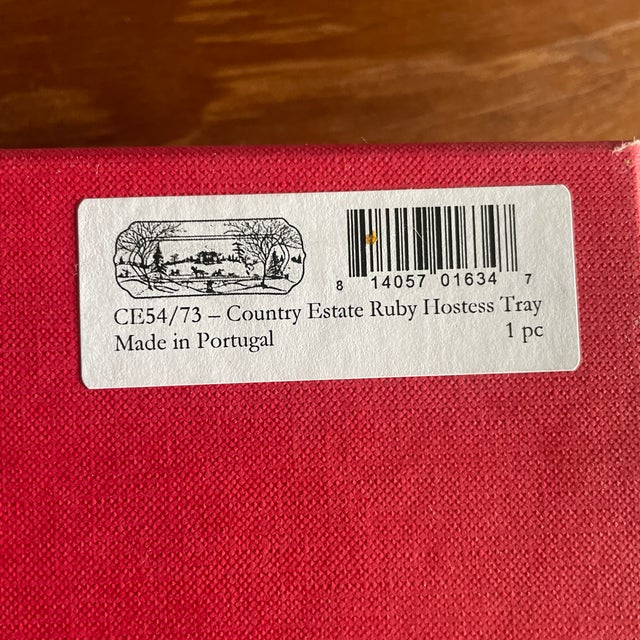 8 14057 01634 7
CE54/73 – Country Estate Ruby Hostess Tray
Made in Portugal 1 pc